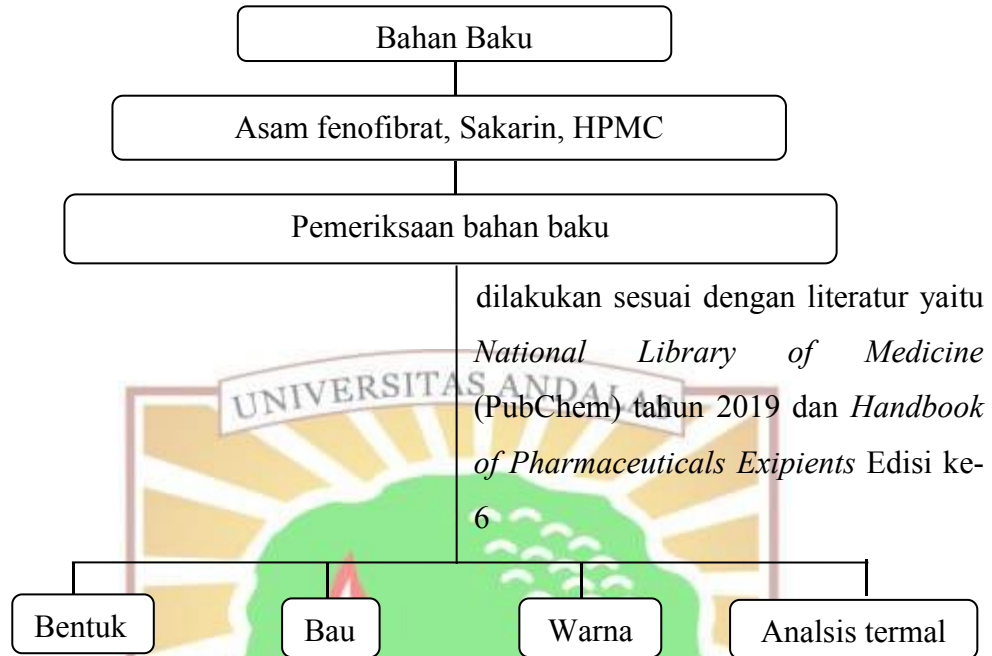 Bahan Baku
Asam fenofibrat, Sakarin, HPMC
Pemeriksaan bahan baku
dilakukan sesuai dengan literatur yaitu
National Library of Medicine
UNIVERSITAS ANDALAS
(PubChem) tahun 2019 dan Handbook
of Pharmaceuticals Exipients Edisi ke-
6
Bentuk
Bau
Warna
Analsis termal